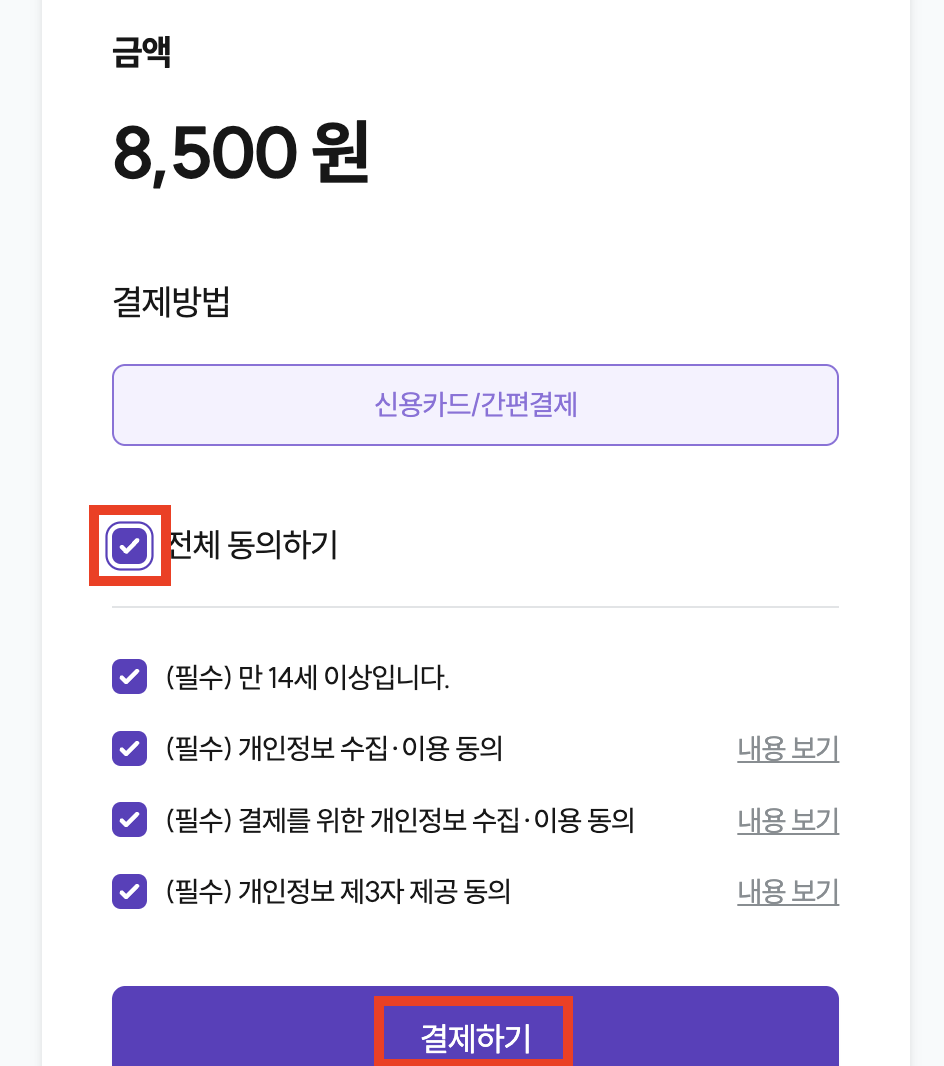 금액
8,500 원
결제방법
신용카드/간편결제
전체 동의하기
(필수) 만 14세 이상입니다.
(필수) 개인정보 수집·이용 동의 내용 보기
(필수) 결제를 위한 개인정보 수집·이용 동의 내용 보기
(필수) 개인정보 제3자 제공 동의 내용 보기
결제하기